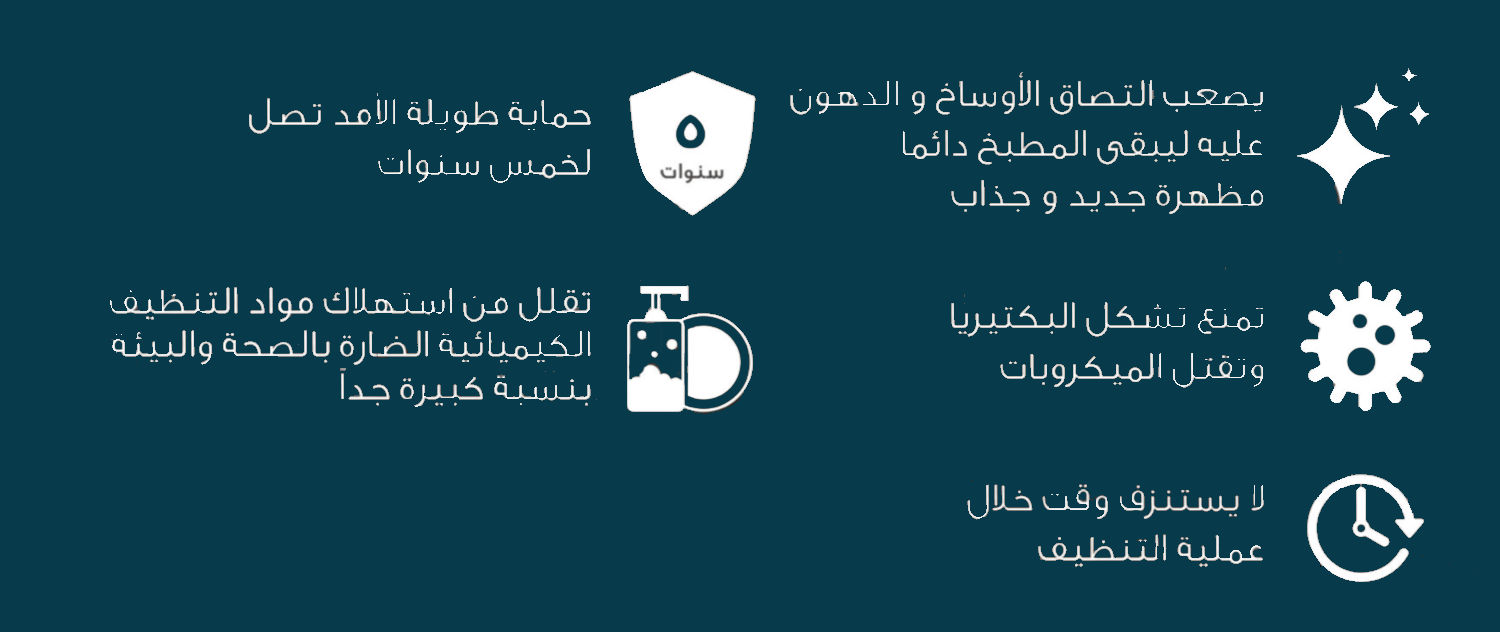 يصعب التصاق الأوساخ و الدهون
عليه ليبقى المطبخ دائما
مظهرة جديد و جذاب
٥
سنوات
حماية طويلة الأمد تصل
لخمس سنوات
تمنع تشكل البكتيريا
وتقتل الميكروبات
تقلل من استهلاك مواد التنظيف
الكيميائية الضارة بالصحة والبيئة
بنسبة كبيرة جداً
لا يستنزف وقت خلال
عملية التنظيف